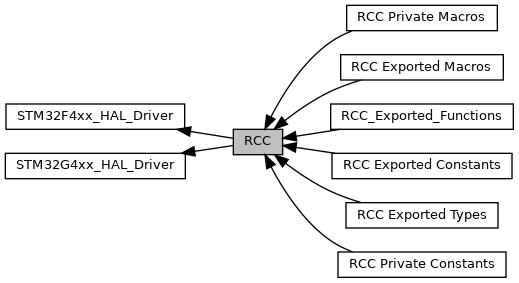 RCC Private Macros
RCC Exported Macros
STM32F4xx_HAL_Driver
RCC_Exported_Functions
RCC
STM32G4xx_HAL_Driver
RCC Exported Constants
RCC Exported Types
RCC Private Constants